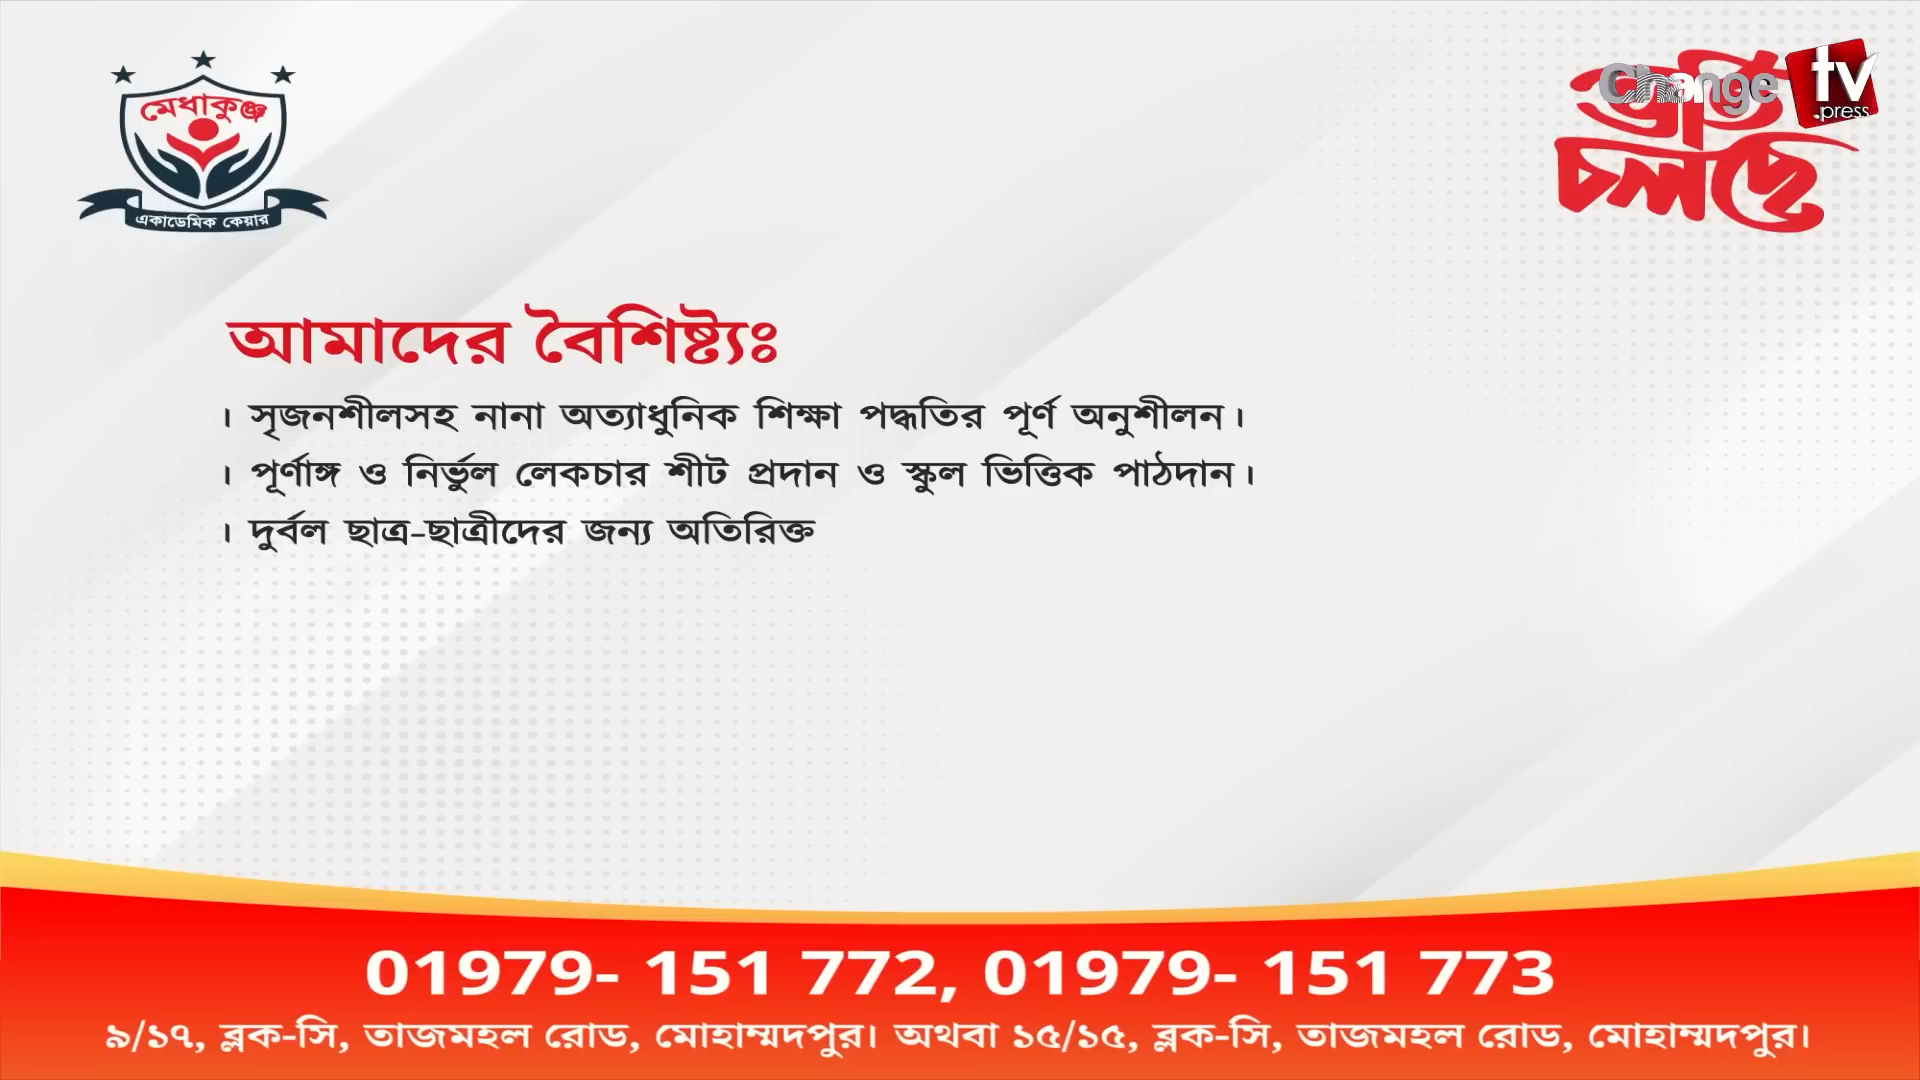 মেধাকুঞ্জ
একাডেমিক কেয়ার
Change tv
.press
ভর্তি
চলছে
আমাদের বৈশিষ্ট্যঃ
। সৃজনশীলসহ নানা অত্যাধুনিক শিক্ষা পদ্ধতির পূর্ণ অনুশীলন।
। পূর্ণাঙ্গ ও নির্ভুল লেকচার শীট প্রদান ও স্কুল ভিত্তিক পাঠদান।
। দুর্বল ছাত্র-ছাত্রীদের জন্য অতিরিক্ত
01979- 151 772, 01979- 151 773
৯/১৭, ব্লক-সি, তাজমহল রোড, মোহাম্মদপুর। অথবা ১৫/১৫, ব্লক-সি, তাজমহল রোড, মোহাম্মদপুর।